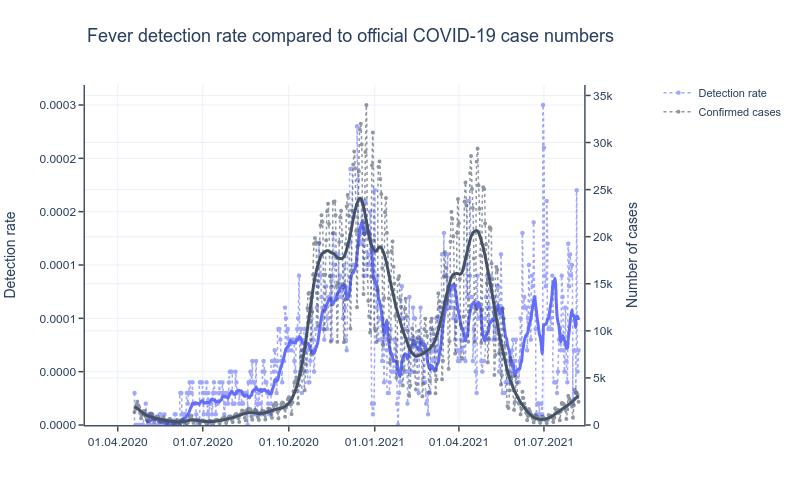 Fever detection rate compared to official COVID-19 case numbers
Detection rate
Confirmed cases
0.0003
0.0002
0.0002
0.0001
0.0001
0.0000
0.0000
Detection rate
35k
30k
25k
20k
15k
10k
5k
0
Number of cases
01.04.2020 01.07.2020 01.10.2020 01.01.2021 01.04.2021 01.07.2021